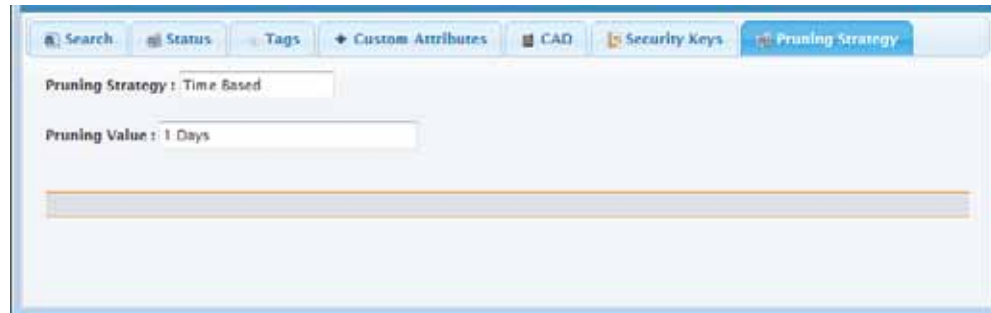 Search Status Tags Custom Attributes CAD Security Keys Pruning Strategy
Pruning Strategy : Time Based
Pruning Value : 1 Days